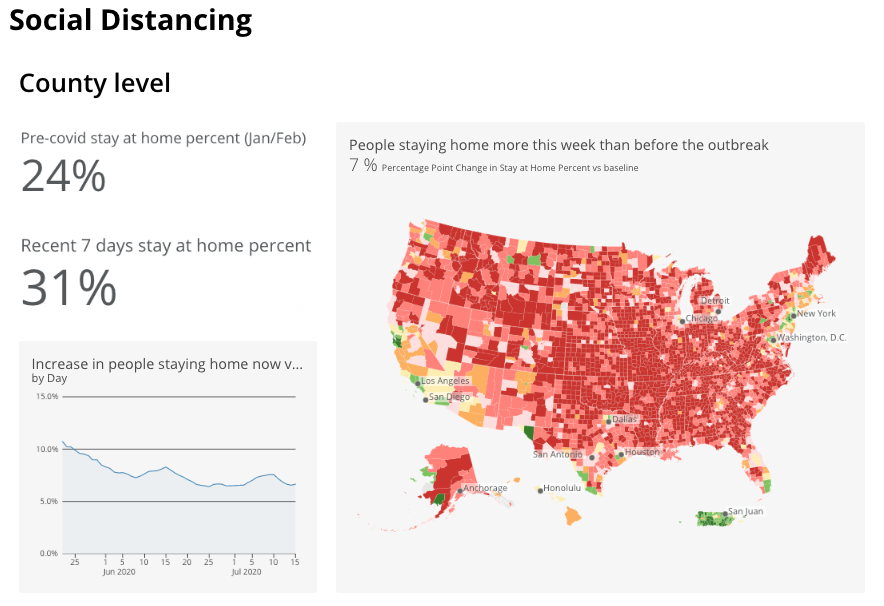 Social Distancing
County level
Pre-covid stay at home percent (Jan/Feb)
24%
Recent 7 days stay at home percent
31%
Increase in people staying home now v...
by Day
15.0%
10.0%
5.0%
0.0%
25 1 5 10 15 20 25 1 5 10 15
Jun 2020 Jul 2020
People staying home more this week than before the outbreak
7 % Percentage Point Change in Stay at Home Percent vs baseline
Detroit
Chicago
New York
Washington, D.C.
Los Angeles
San Diego
Dallas
San Antonio
Houston
Anchorage
Honolulu
San Juan